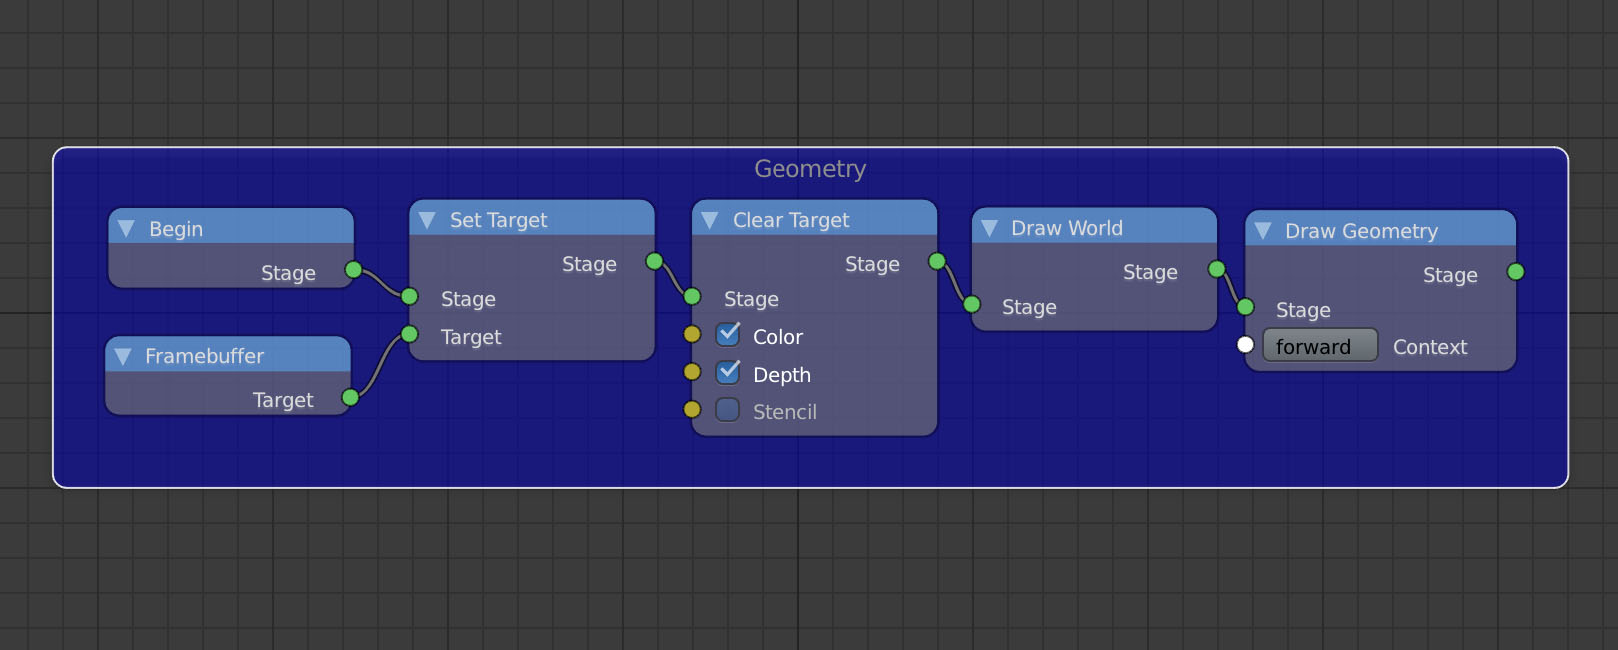 Geometry
Begin
Stage
Framebuffer
Target
Set Target
Stage
Stage
Target
Clear Target
Stage
Stage
Color
Depth
Stencil
Draw World
Stage
Stage
Draw Geometry
Stage
Stage
forward Context